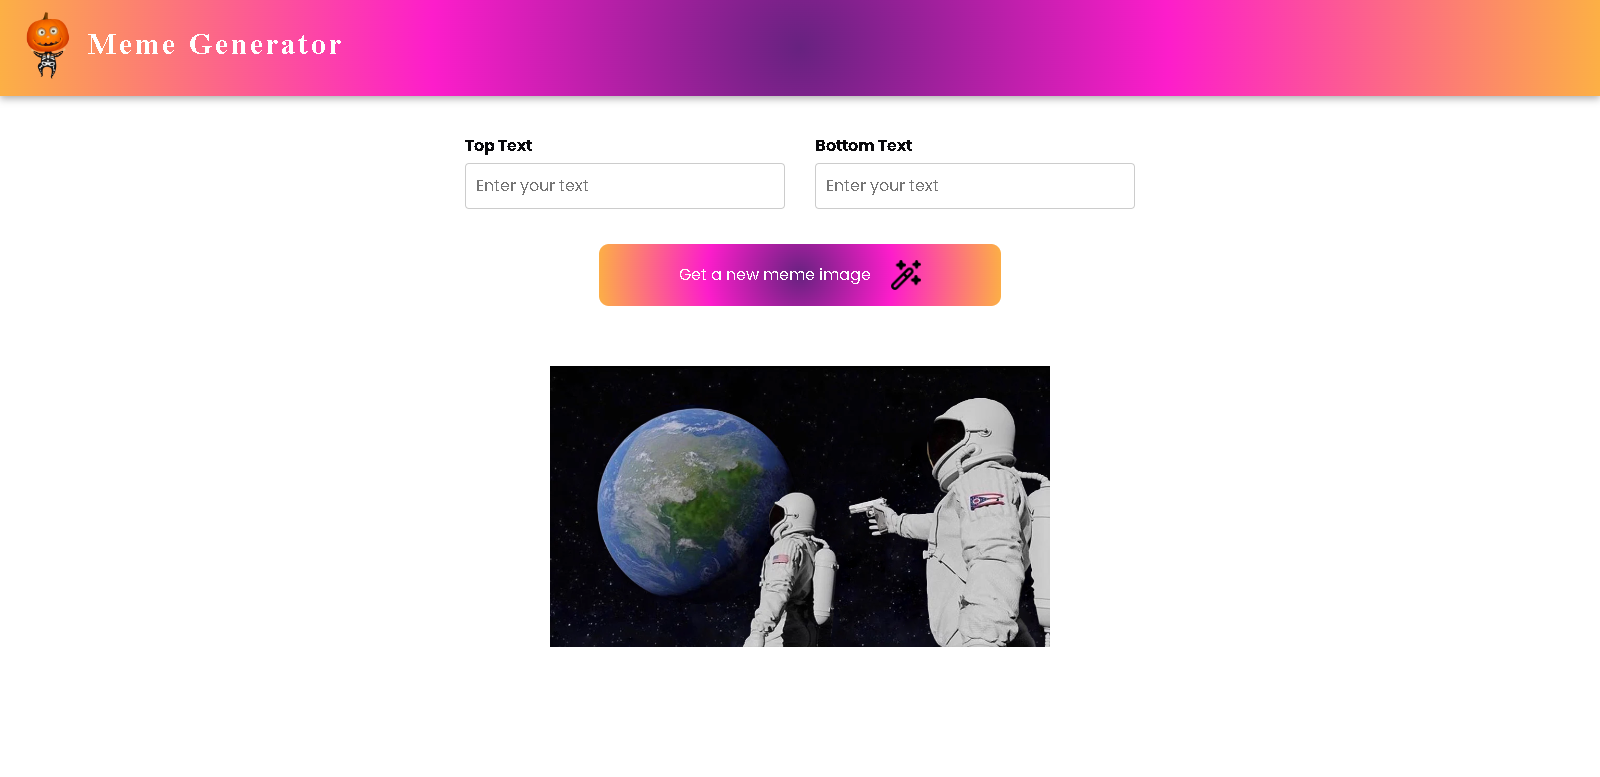 Meme Generator
Top Text
Bottom Text
Enter your text
Enter your text
Get a new meme image